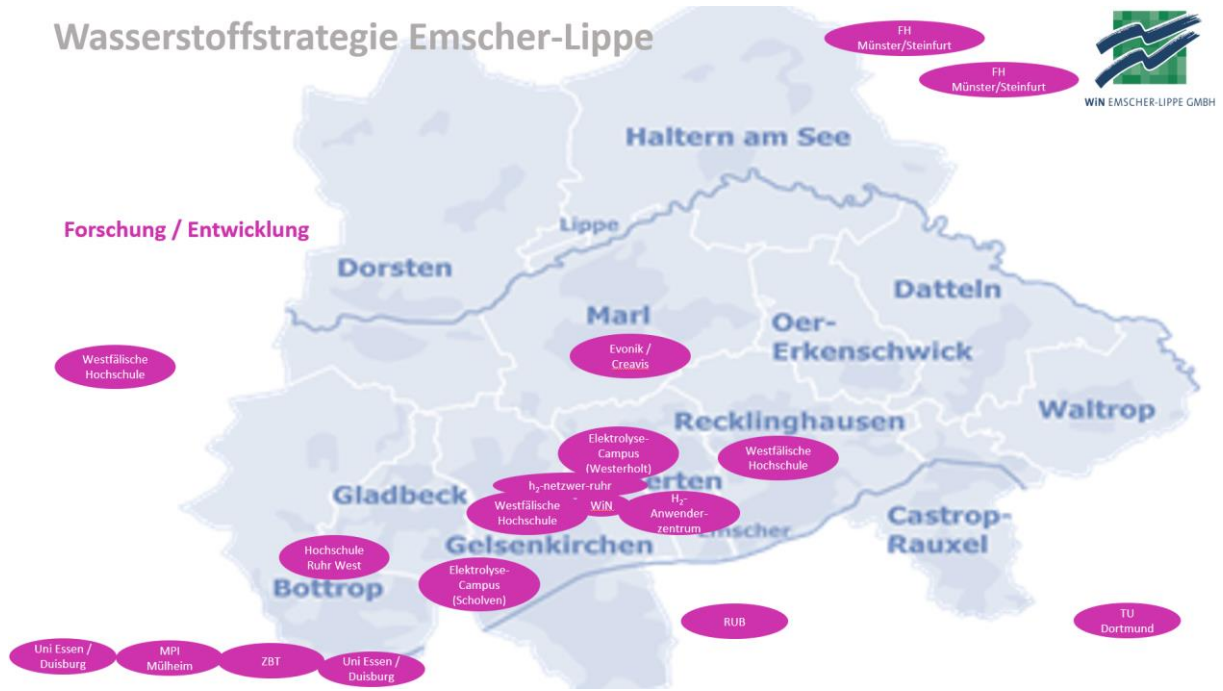 Wasserstoffstrategie Emscher-Lippe
FH
Münster/Steinfurt
FH
Münster/Steinfurt
WiN EMSCHER-LIPPE GMBH
Haltern am See
Forschung / Entwicklung
Lippe
Dorsten
Datteln
Marl
Oer-
Erkenschwick
Westfälische
Hochschule
Evonik /
Creavis
Waltrop
Recklinghausen
Elektrolyse-
Campus
(Westerholt)
Westfälische
Hochschule
h₂-netzwer-ruhr
erten
Gladbeck
Westfälische
Hochschule
WiN
H₂-
Anwender-
zentrum
Emscher
Castrop-
Rauxel
Gelsenkirchen
Hochschule
Ruhr West
Bottrop
Elektrolyse-
Campus
(Scholven)
RUB
TU
Dortmund
Uni Essen /
Duisburg
MPI
Mülheim
ZBT
Uni Essen /
Duisburg